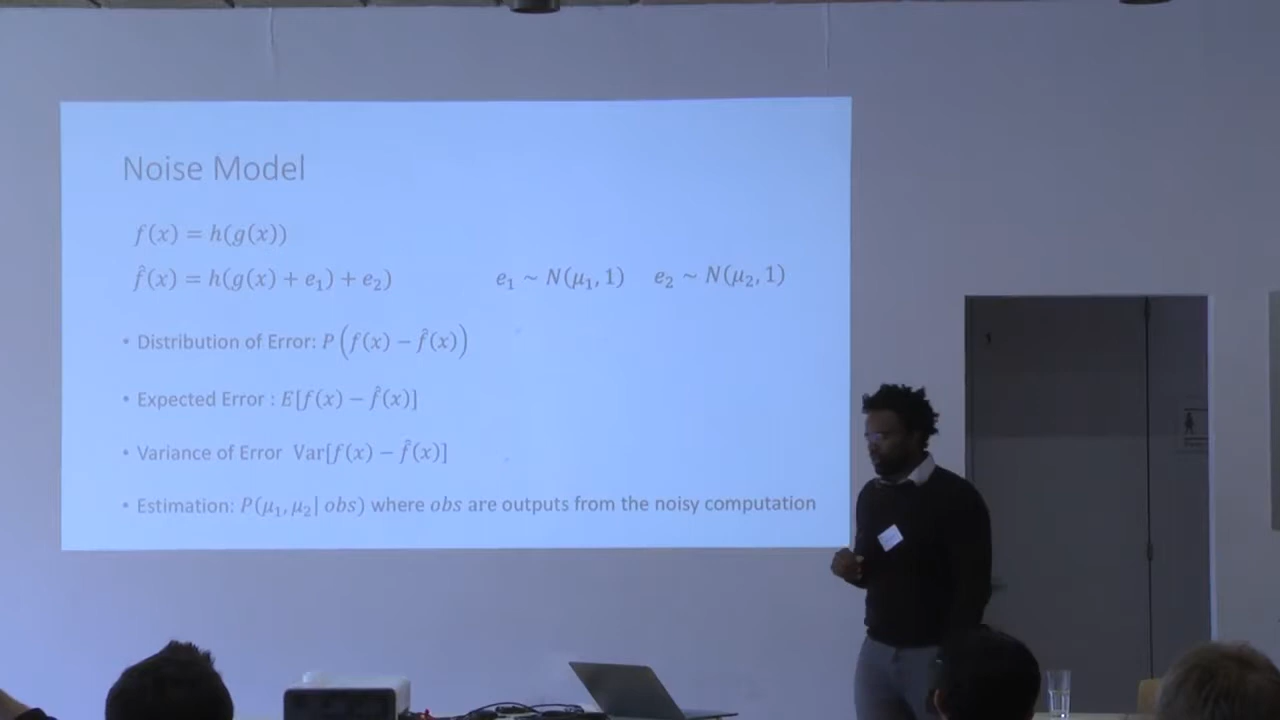 Noise Model
f(x) = h(g(x))
f̂(x) = h(g(x) + e₁) + e₂) e₁ ~ N(μ₁, 1) e₂ ~ N(μ₂, 1)
• Distribution of Error: P(f(x) − f̂(x))
• Expected Error : E[f(x) − f̂(x)]
• Variance of Error Var[f(x) − f̂(x)]
• Estimation: P(μ₁, μ₂| obs) where obs are outputs from the noisy computation